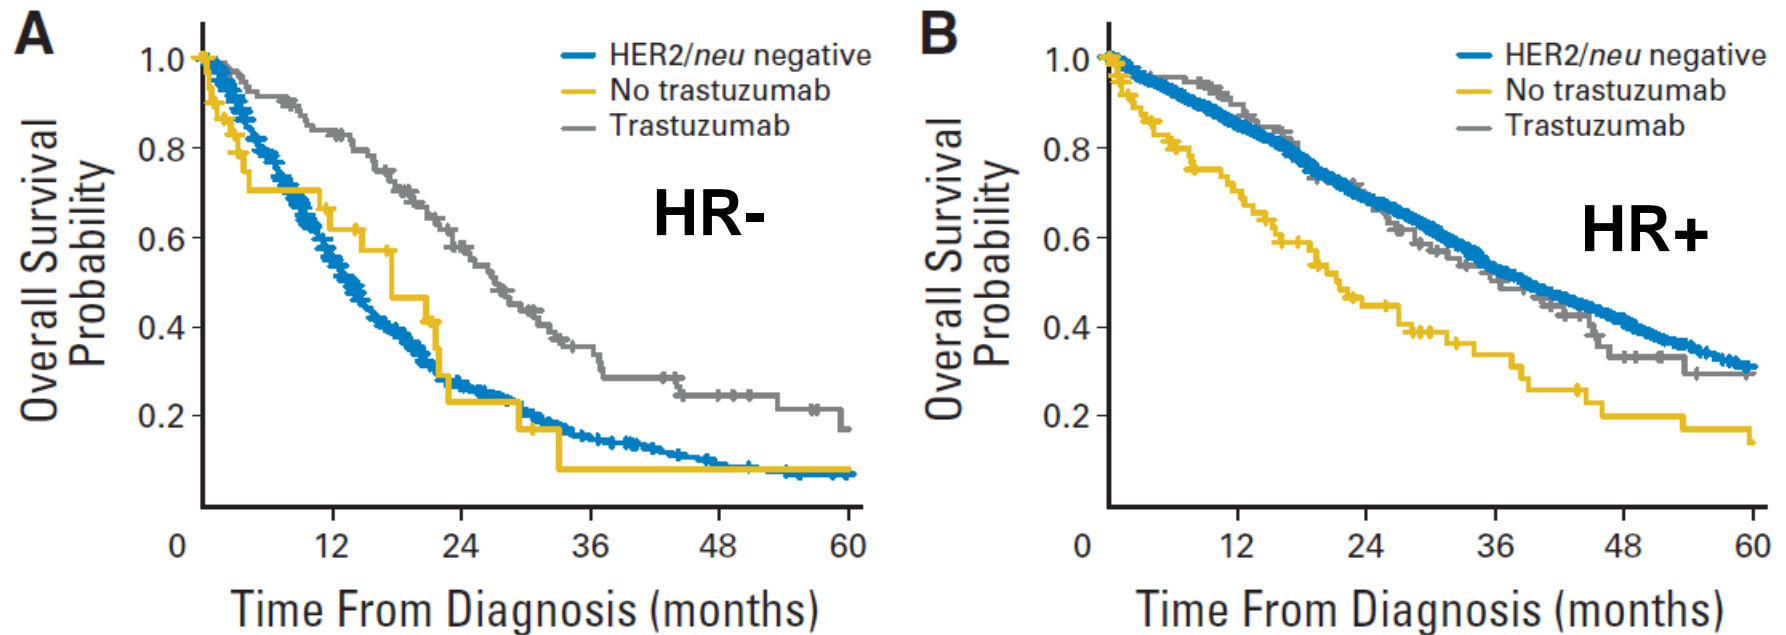 A
HER2/neu negative
No trastuzumab
Trastuzumab
HR-
1.0
0.8
0.6
0.4
0.2
Overall Survival
Probability
0
12
24
36
48
60
Time From Diagnosis (months)
B
HER2/neu negative
No trastuzumab
Trastuzumab
HR+
1.0
0.8
0.6
0.4
0.2
Overall Survival
Probability
0
12
24
36
48
60
Time From Diagnosis (months)